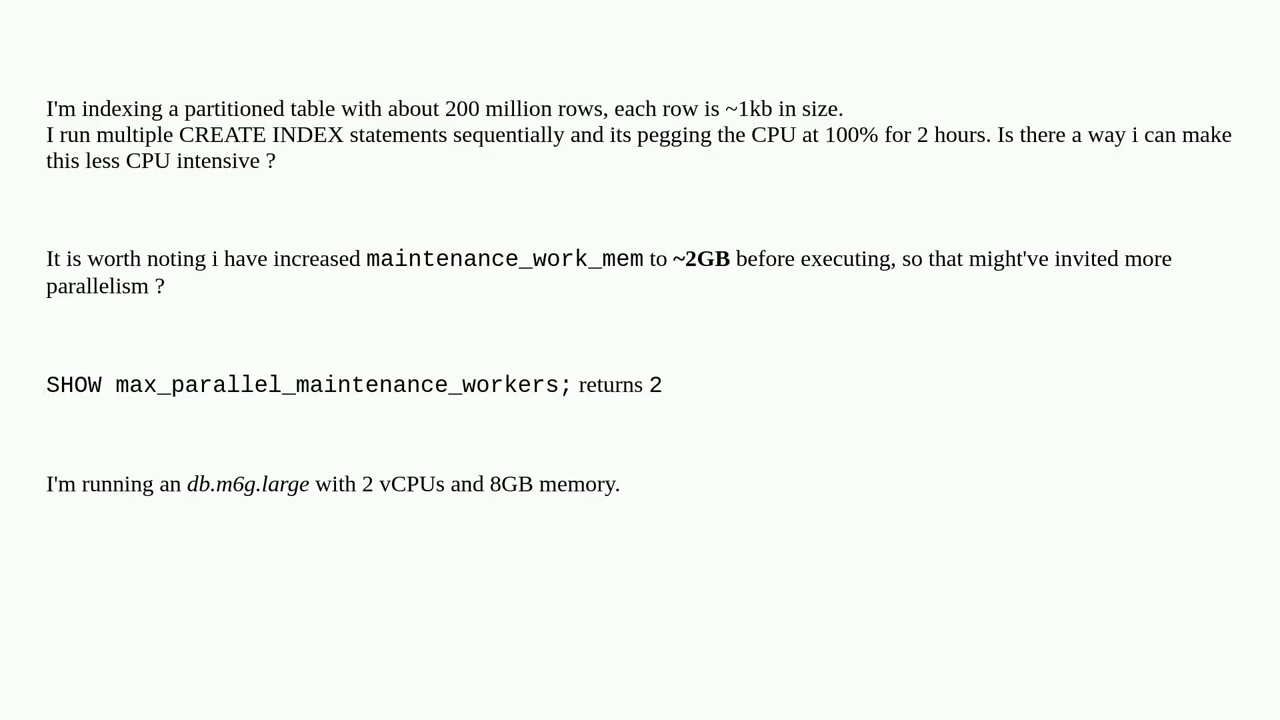 I'm indexing a partitioned table with about 200 million rows, each row is ~1kb in size.
I run multiple CREATE INDEX statements sequentially and its pegging the CPU at 100% for 2 hours. Is there a way i can make
this less CPU intensive ?
It is worth noting i have increased maintenance_work_mem to ~2GB before executing, so that might've invited more
parallelism ?
SHOW max_parallel_maintenance_workers; returns 2
I'm running an db.m6g.large with 2 vCPUs and 8GB memory.